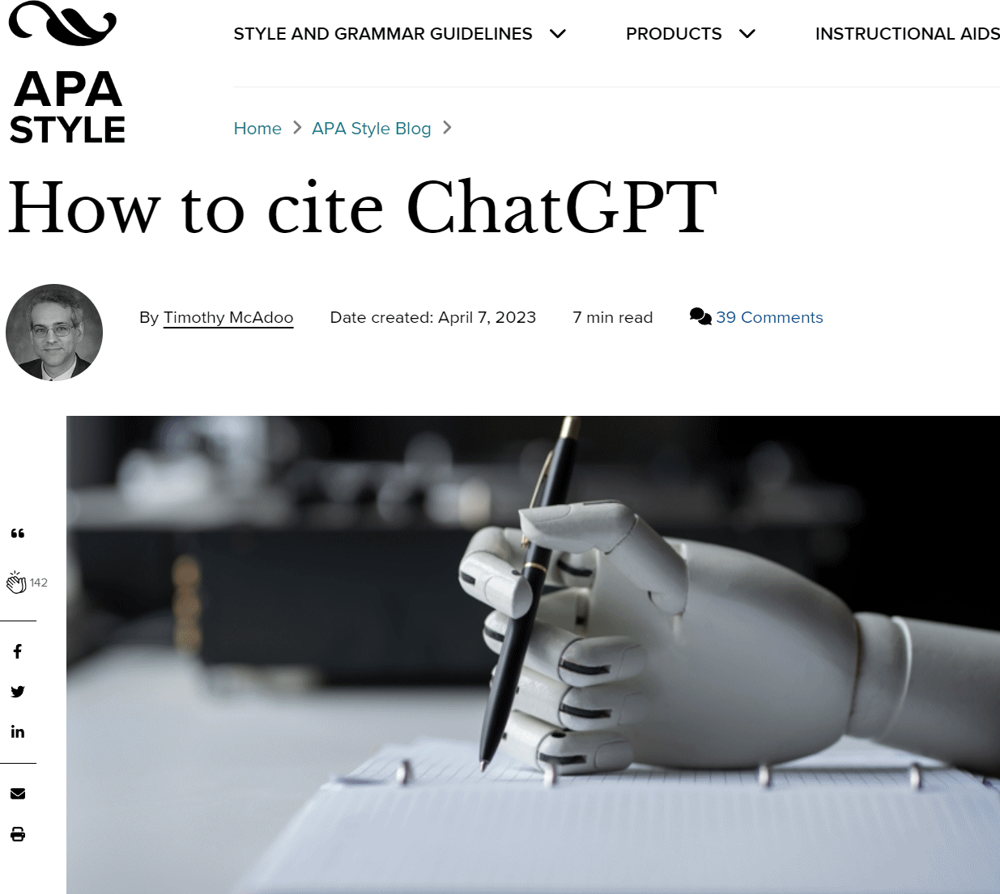 STYLE AND GRAMMAR GUIDELINES PRODUCTS INSTRUCTIONAL AIDS
APA
STYLE
Home APA Style Blog
How to cite ChatGPT
By Timothy McAdoo Date created: April 7, 2023 7 min read 39 Comments
142